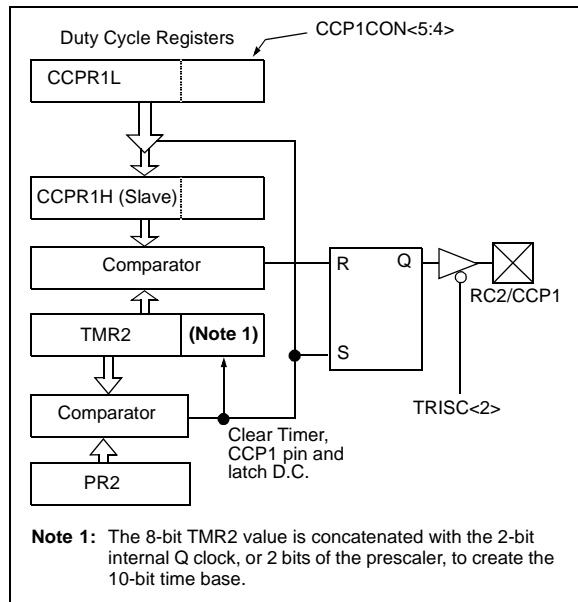 Duty Cycle Registers
CCP1CON<5:4>
CCPR1L
CCPR1H (Slave)
Comparator
R
Q
RC2/CCP1
TMR2
(Note 1)
S
TRISC<2>
Comparator
Clear Timer,
CCP1 pin and
latch D.C.
PR2
Note 1: The 8-bit TMR2 value is concatenated with the 2-bit
internal Q clock, or 2 bits of the prescaler, to create the
10-bit time base.